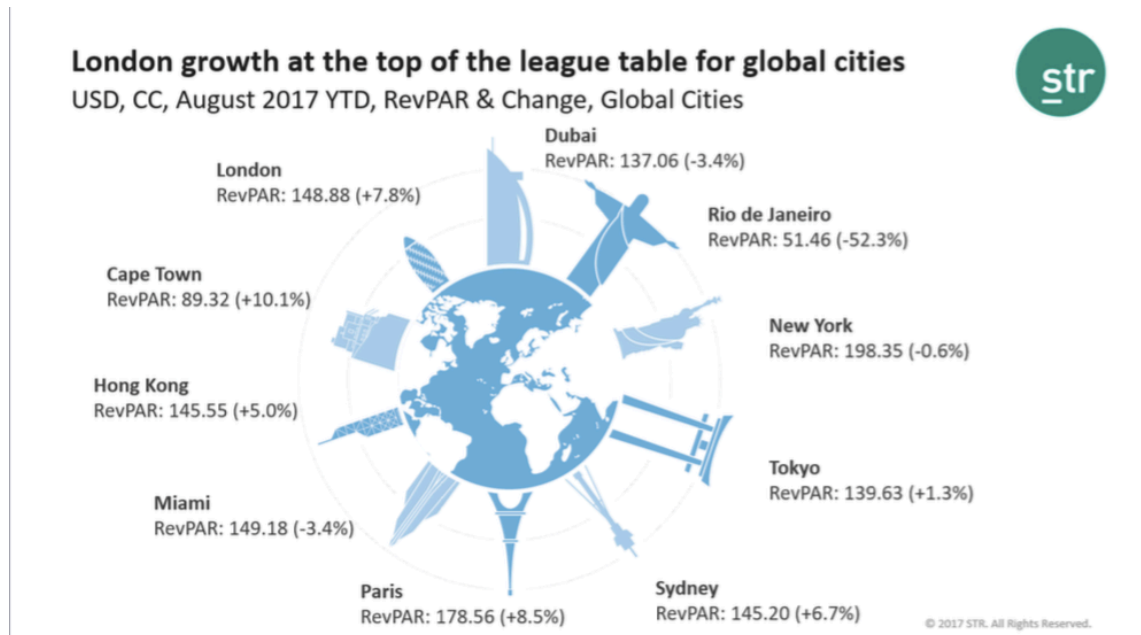 London growth at the top of the league table for global cities
USD, CC, August 2017 YTD, RevPAR & Change, Global Cities
str
Dubai
RevPAR: 137.06 (-3.4%)
London
RevPAR: 148.88 (+7.8%)
Rio de Janeiro
RevPAR: 51.46 (-52.3%)
Cape Town
RevPAR: 89.32 (+10.1%)
New York
RevPAR: 198.35 (-0.6%)
Hong Kong
RevPAR: 145.55 (+5.0%)
Tokyo
RevPAR: 139.63 (+1.3%)
Miami
RevPAR: 149.18 (-3.4%)
Paris
RevPAR: 178.56 (+8.5%)
Sydney
RevPAR: 145.20 (+6.7%)
© 2017 STR. All Rights Reserved.